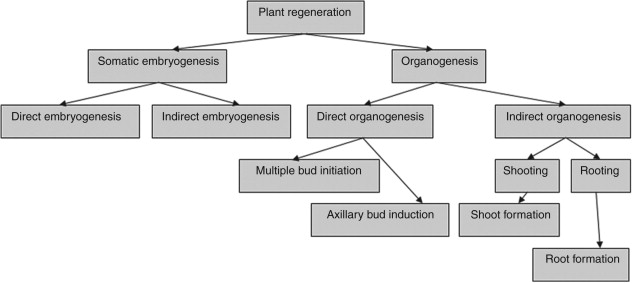 Plant regeneration
Somatic embryogenesis
Organogenesis
Direct embryogenesis
Indirect embryogenesis
Direct organogenesis
Indirect organogenesis
Multiple bud initiation
Shooting
Rooting
Axillary bud induction
Shoot formation
Root formation